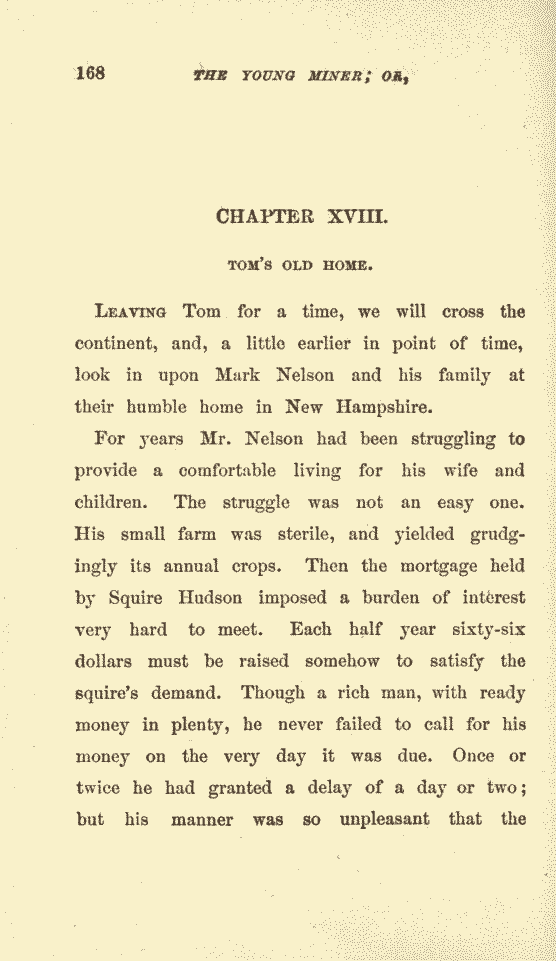 168 THE YOUNG MINER; OR,
CHAPTER XVIII.
TOM'S OLD HOME.
LEAVING Tom for a time, we will cross the
continent, and, a little earlier in point of time,
look in upon Mark Nelson and his family at
their humble home in New Hampshire.
For years Mr. Nelson had been struggling to
provide a comfortable living for his wife and
children. The struggle was not an easy one.
His small farm was sterile, and yielded grudg-
ingly its annual crops. Then the mortgage held
by Squire Hudson imposed a burden of interest
very hard to meet. Each half year sixty-six
dollars must be raised somehow to satisfy the
squire's demand. Though a rich man, with ready
money in plenty, he never failed to call for his
money on the very day it was due. Once or
twice he had granted a delay of a day or two;
but his manner was so unpleasant that the